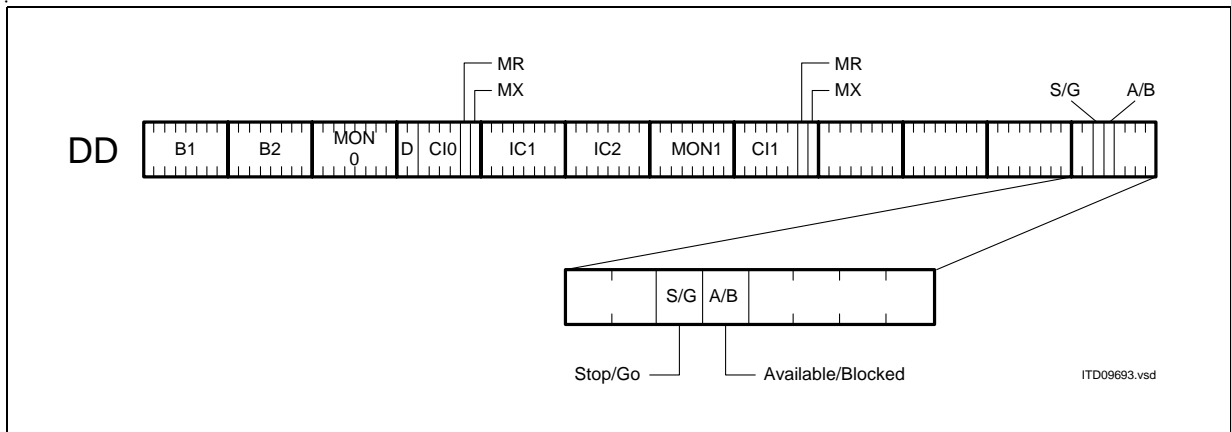 MR
MX
MR
MX
S/G A/B
DD
B1 B2 MON 0 D CI0 IC1 IC2 MON1 CI1
S/G A/B
Stop/Go Available/Blocked
ITD09693.vsd